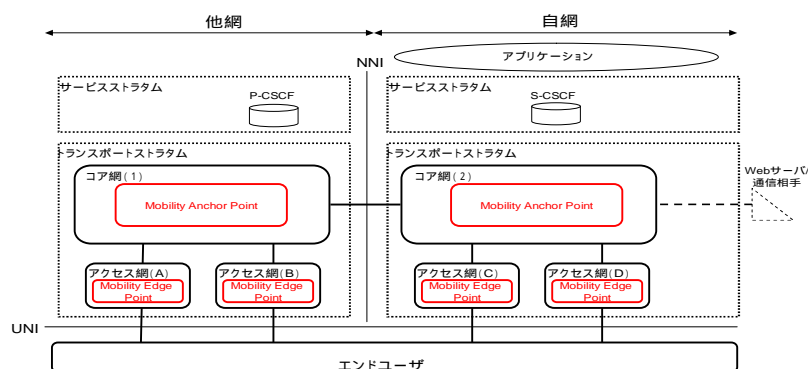 他網
自網
アプリケーション
NNI
サービスストラタム
サービスストラタム
P-CSCF
S-CSCF
トランスポートストラタム
トランスポートストラタム
コア網(1)
コア網(2)
Mobility Anchor Point
Mobility Anchor Point
Webサーバ/
通信相手
アクセス網(A)
アクセス網(B)
アクセス網(C)
アクセス網(D)
Mobility Edge
Point
Mobility Edge
Point
Mobility Edge
Point
Mobility Edge
Point
UNI
エンドユーザ